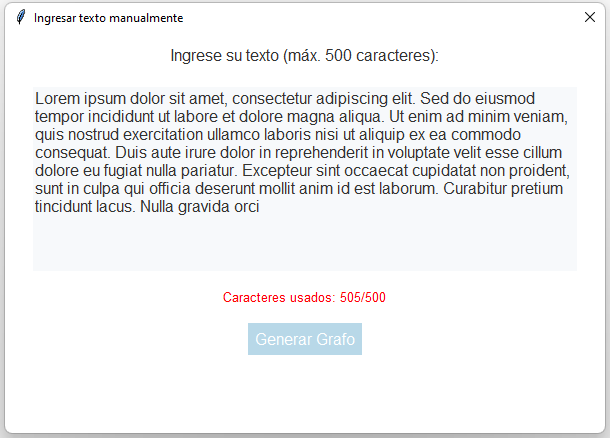 Ingresar texto manualmente
Ingrese su texto (máx. 500 caracteres):
Lorem ipsum dolor sit amet, consectetur adipiscing elit. Sed do eiusmod
tempor incididunt ut labore et dolore magna aliqua. Ut enim ad minim veniam,
quis nostrud exercitation ullamco laboris nisi ut aliquip ex ea commodo
consequat. Duis aute irure dolor in reprehenderit in voluptate velit esse cillum
dolore eu fugiat nulla pariatur. Excepteur sint occaecat cupidatat non proident,
sunt in culpa qui officia deserunt mollit anim id est laborum. Curabitur pretium
tincidunt lacus. Nulla gravida orci
Caracteres usados: 505/500
Generar Grafo